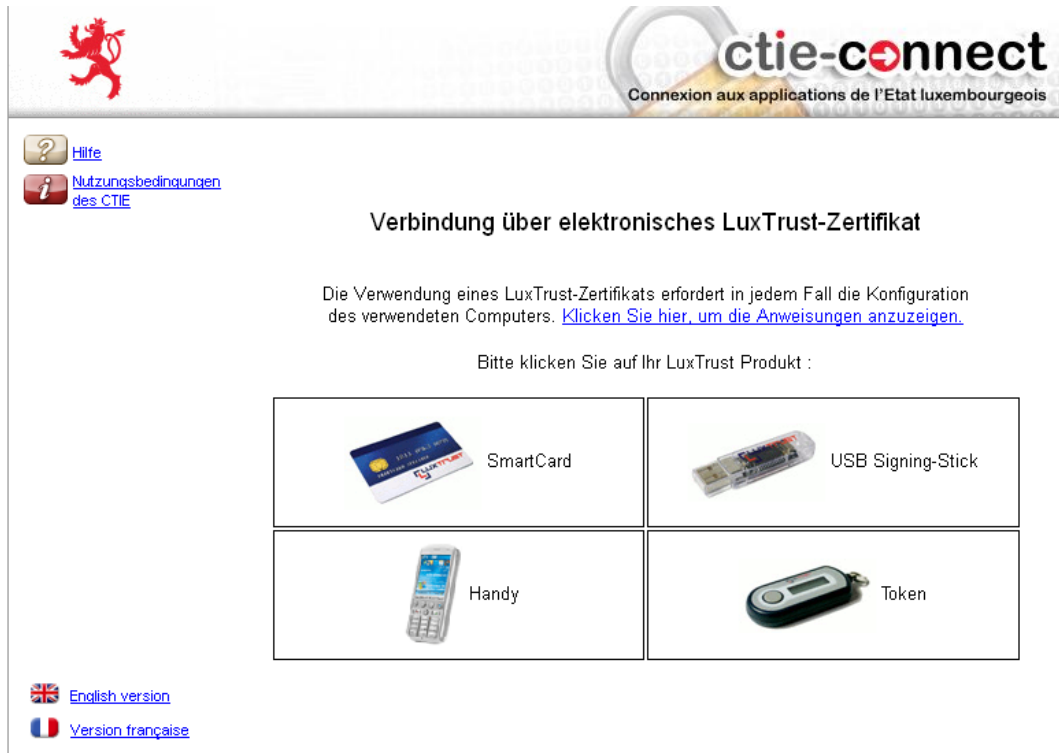 ctie-connect
Connexion aux applications de l'Etat luxembourgeois
Hilfe
Nutzungsbedingungen
des CTIE
Verbindung über elektronisches LuxTrust-Zertifikat
Die Verwendung eines LuxTrust-Zertifikats erfordert in jedem Fall die Konfiguration
des verwendeten Computers. Klicken Sie hier, um die Anweisungen anzuzeigen.
Bitte klicken Sie auf Ihr LuxTrust Produkt :
LUXTRUST
SmartCard
USB Signing-Stick
Handy
Token
English version
Version française